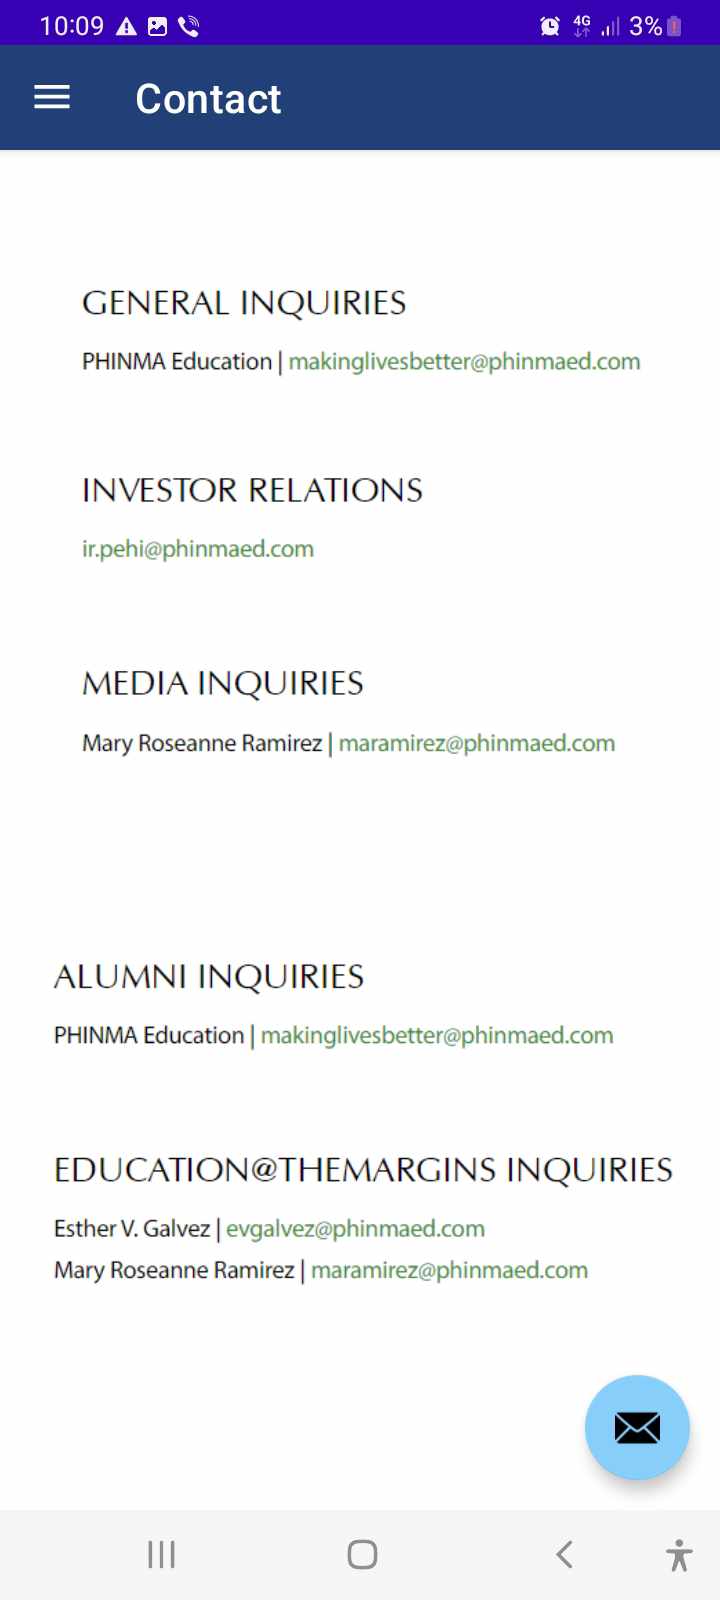 10:09 4G 3%
Contact
GENERAL INQUIRIES
PHINMA Education | makinglivesbetter@phinmaed.com
INVESTOR RELATIONS
ir.pehi@phinmaed.com
MEDIA INQUIRIES
Mary Roseanne Ramirez | maramirez@phinmaed.com
ALUMNI INQUIRIES
PHINMA Education | makinglivesbetter@phinmaed.com
EDUCATION@THEMARGINS INQUIRIES
Esther V. Galvez | evgalvez@phinmaed.com
Mary Roseanne Ramirez | maramirez@phinmaed.com